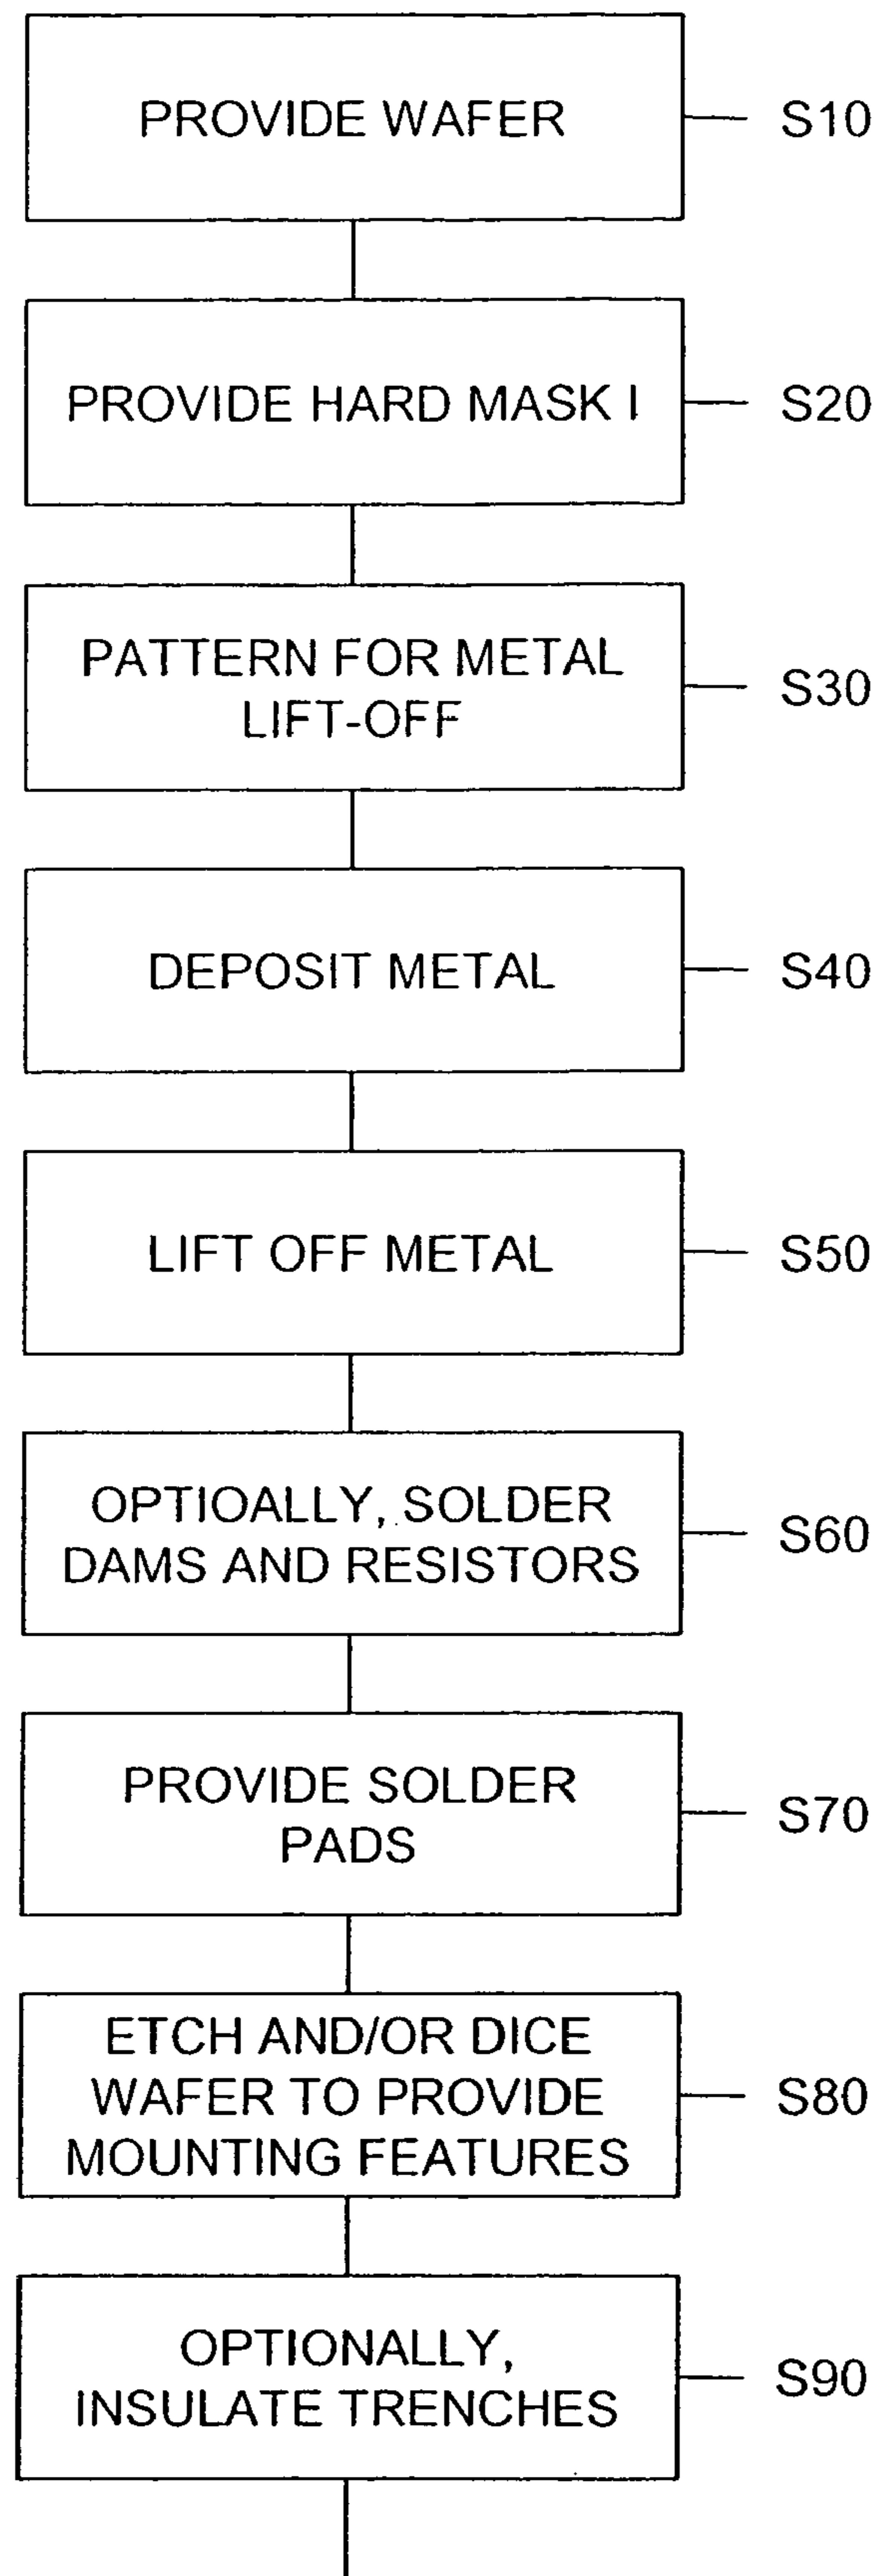 PROVIDE WAFER
S10
PROVIDE HARD MASK I
S20
PATTERN FOR METAL
LIFT-OFF
S30
DEPOSIT METAL
S40
LIFT OFF METAL
S50
OPTIOALLY, SOLDER
DAMS AND RESISTORS
S60
PROVIDE SOLDER
PADS
S70
ETCH AND/OR DICE
WAFER TO PROVIDE
MOUNTING FEATURES
S80
OPTIONALLY,
INSULATE TRENCHES
S90